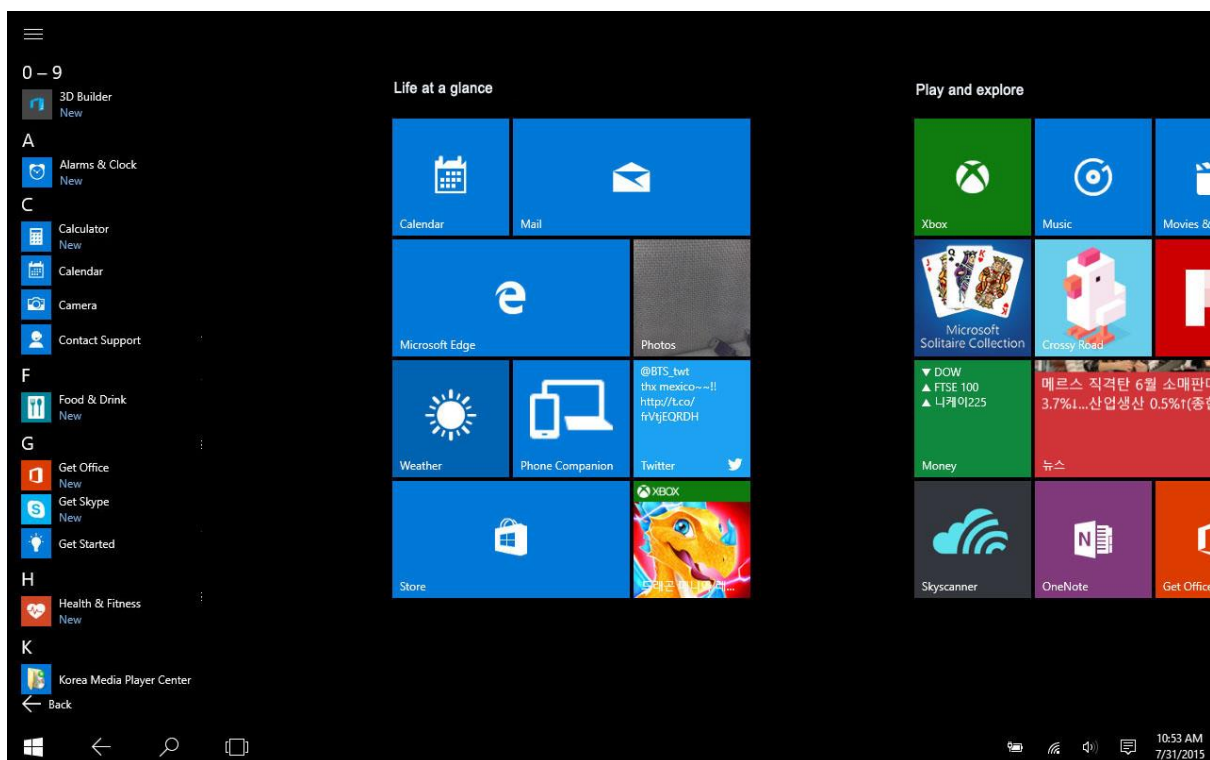 0 – 9
3D Builder
New
A
Alarms & Clock
New
C
Calculator
New
Calendar
Camera
Contact Support
F
Food & Drink
New
G
Get Office
New
Get Skype
New
Get Started
H
Health & Fitness
New
K
Korea Media Player Center
Back
Life at a glance
Calendar
Mail
Microsoft Edge
Photos
Weather
Phone Companion
@BTS_twt
thx mexico~~!!
http://t.co/
frVtjEQRDH
Twitter
Store
XBOX
Play and explore
Xbox
Music
Movies &
Microsoft
Solitaire Collection
Crossy Road
▼ DOW
▲ FTSE 100
▲ 니케이225
Money
메르스 직격탄 6월 소매판매
3.7%↓...산업생산 0.5%↑(종합
뉴스
Skyscanner
OneNote
Get Office
10:53 AM
7/31/2015